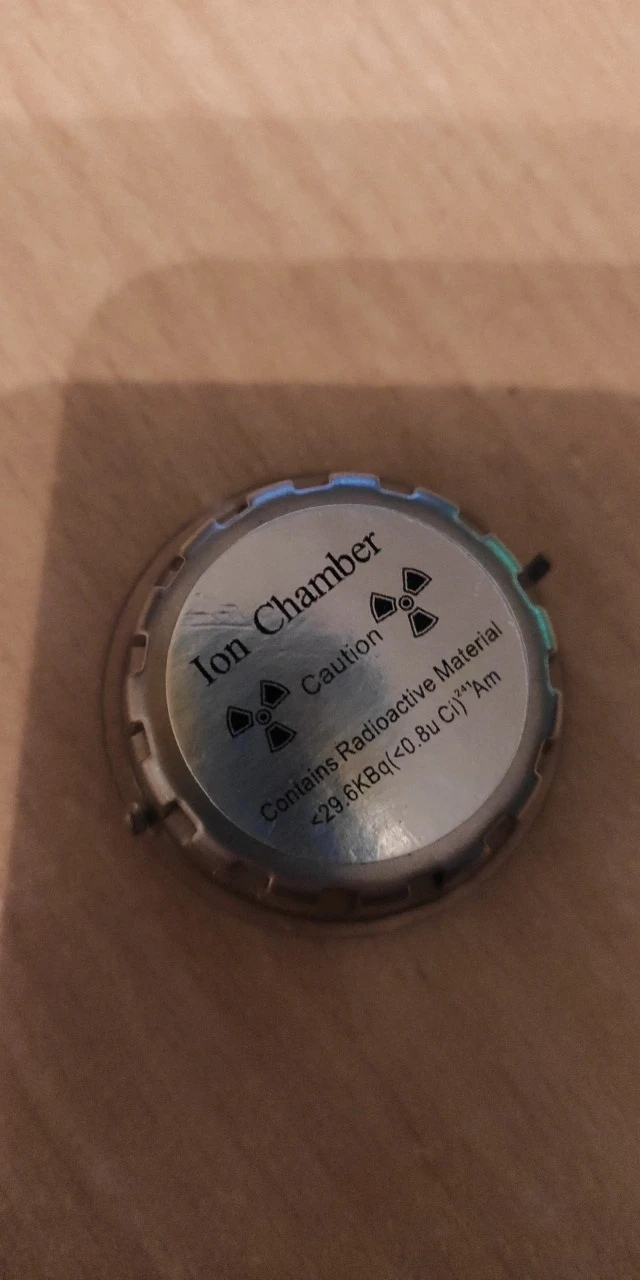 Ion Chamber
Caution
Contains Radioactive Material
<29.6KBq(<0.8u Ci)²⁴¹Am